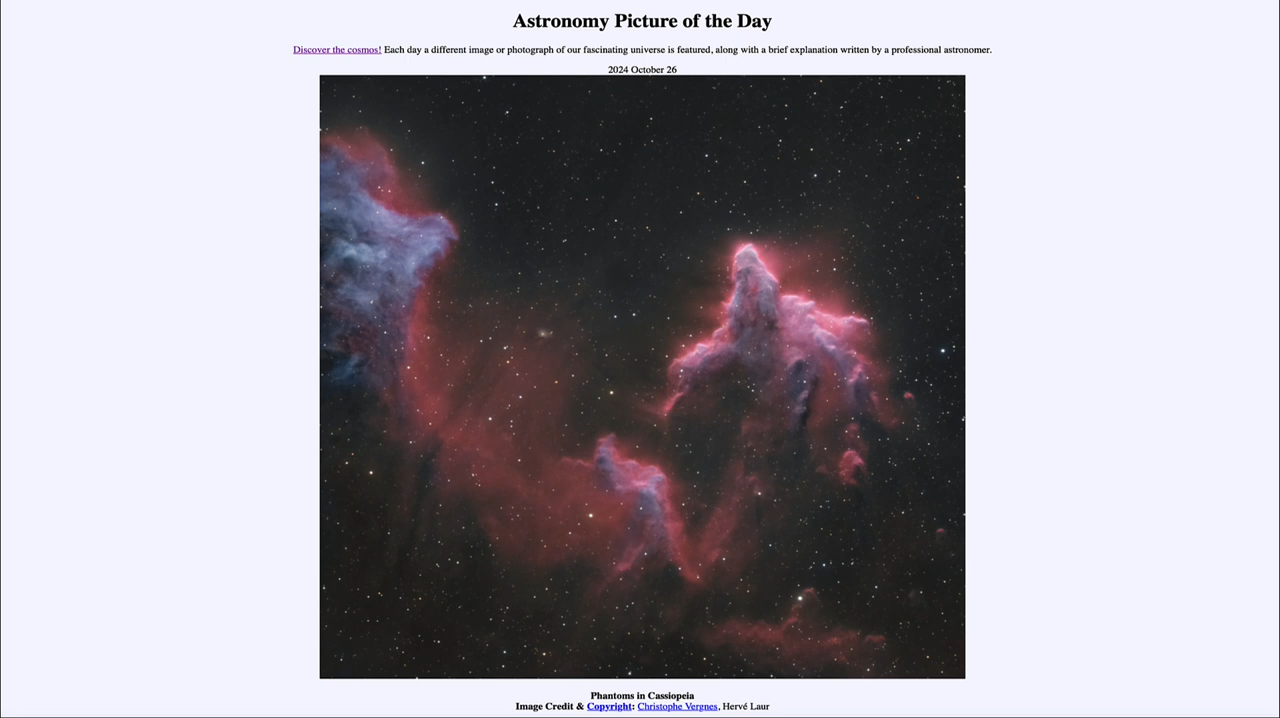 Astronomy Picture of the Day
Discover the cosmos! Each day a different image or photograph of our fascinating universe is featured, along with a brief explanation written by a professional astronomer.
2024 October 26
Phantoms in Cassiopeia
Image Credit & Copyright: Christophe Vergnes, Hervé Laur